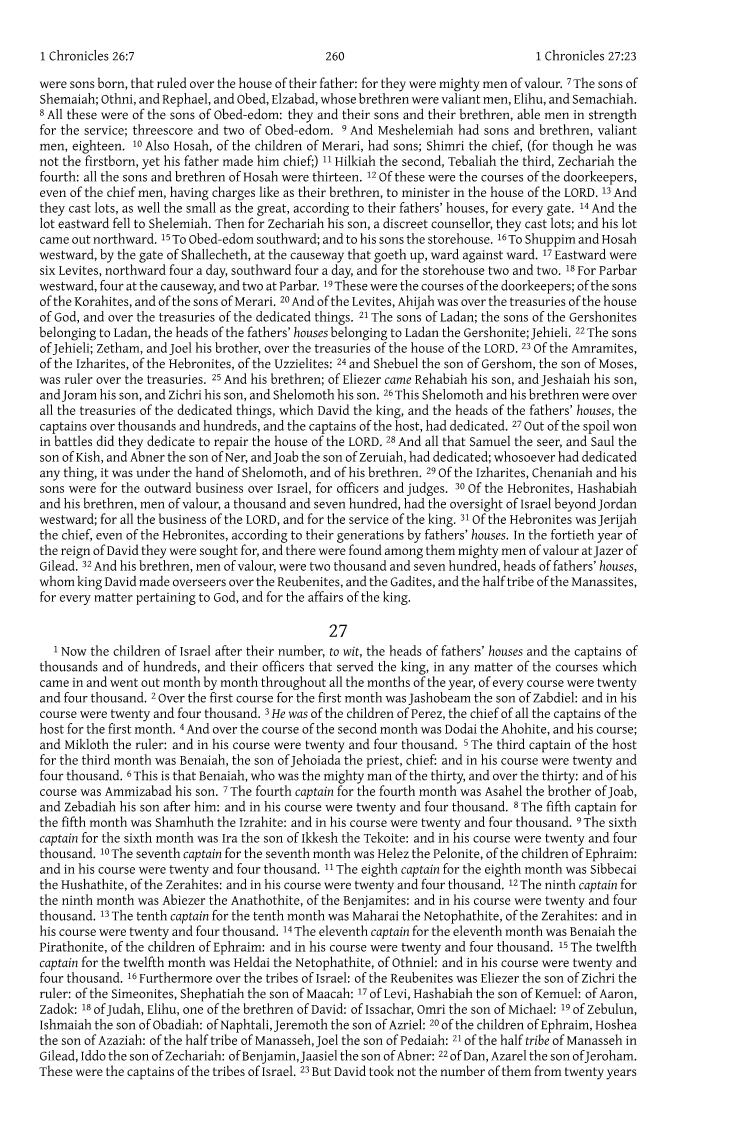 1 Chronicles 26:7 260 1 Chronicles 27:23
were sons born, that ruled over the house of their father: for they were mighty men of valour. 7 The sons of
Shemaiah; Othni, and Rephael, and Obed, Elzabad, whose brethren were valiant men, Elihu, and Semachiah.
8 All these were of the sons of Obed-edom: they and their sons and their brethren, able men in strength
for the service; threescore and two of Obed-edom. 9 And Meshelemiah had sons and brethren, valiant
men, eighteen. 10 Also Hosah, of the children of Merari, had sons; Shimri the chief, (for though he was
not the firstborn, yet his father made him chief;) 11 Hilkiah the second, Tebaliah the third, Zechariah the
fourth: all the sons and brethren of Hosah were thirteen. 12 Of these were the courses of the doorkeepers,
even of the chief men, having charges like as their brethren, to minister in the house of the LORD. 13 And
they cast lots, as well the small as the great, according to their fathers’ houses, for every gate. 14 And the
lot eastward fell to Shelemiah. Then for Zechariah his son, a discreet counsellor, they cast lots; and his lot
came out northward. 15 To Obed-edom southward; and to his sons the storehouse. 16 To Shuppim and Hosah
westward, by the gate of Shallecheth, at the causeway that goeth up, ward against ward. 17 Eastward were
six Levites, northward four a day, southward four a day, and for the storehouse two and two. 18 For Parbar
westward, four at the causeway, and two at Parbar. 19 These were the courses of the doorkeepers; of the sons
of the Korahites, and of the sons of Merari. 20 And of the Levites, Ahijah was over the treasuries of the house
of God, and over the treasuries of the dedicated things. 21 The sons of Ladan; the sons of the Gershonites
belonging to Ladan, the heads of the fathers’ houses belonging to Ladan the Gershonite; Jehieli. 22 The sons
of Jehieli; Zetham, and Joel his brother, over the treasuries of the house of the LORD. 23 Of the Amramites,
of the Izharites, of the Hebronites, of the Uzzielites: 24 and Shebuel the son of Gershom, the son of Moses,
was ruler over the treasuries. 25 And his brethren; of Eliezer came Rehabiah his son, and Jeshaiah his son,
and Joram his son, and Zichri his son, and Shelomoth his son. 26 This Shelomoth and his brethren were over
all the treasuries of the dedicated things, which David the king, and the heads of the fathers’ houses, the
captains over thousands and hundreds, and the captains of the host, had dedicated. 27 Out of the spoil won
in battles did they dedicate to repair the house of the LORD. 28 And all that Samuel the seer, and Saul the
son of Kish, and Abner the son of Ner, and Joab the son of Zeruiah, had dedicated; whosoever had dedicated
any thing, it was under the hand of Shelomoth, and of his brethren. 29 Of the Izharites, Chenaniah and his
sons were for the outward business over Israel, for officers and judges. 30 Of the Hebronites, Hashabiah
and his brethren, men of valour, a thousand and seven hundred, had the oversight of Israel beyond Jordan
westward; for all the business of the LORD, and for the service of the king. 31 Of the Hebronites was Jerijah
the chief, even of the Hebronites, according to their generations by fathers’ houses. In the fortieth year of
the reign of David they were sought for, and there were found among them mighty men of valour at Jazer of
Gilead. 32 And his brethren, men of valour, were two thousand and seven hundred, heads of fathers’ houses,
whom king David made overseers over the Reubenites, and the Gadites, and the half tribe of the Manassites,
for every matter pertaining to God, and for the affairs of the king.
27
1 Now the children of Israel after their number, to wit, the heads of fathers’ houses and the captains of
thousands and of hundreds, and their officers that served the king, in any matter of the courses which
came in and went out month by month throughout all the months of the year, of every course were twenty
and four thousand. 2 Over the first course for the first month was Jashobeam the son of Zabdiel: and in his
course were twenty and four thousand. 3 He was of the children of Perez, the chief of all the captains of the
host for the first month. 4 And over the course of the second month was Dodai the Ahohite, and his course;
and Mikloth the ruler: and in his course were twenty and four thousand. 5 The third captain of the host
for the third month was Benaiah, the son of Jehoiada the priest, chief: and in his course were twenty and
four thousand. 6 This is that Benaiah, who was the mighty man of the thirty, and over the thirty: and of his
course was Ammizabad his son. 7 The fourth captain for the fourth month was Asahel the brother of Joab,
and Zebadiah his son after him: and in his course were twenty and four thousand. 8 The fifth captain for
the fifth month was Shamhuth the Izrahite: and in his course were twenty and four thousand. 9 The sixth
captain for the sixth month was Ira the son of Ikkesh the Tekoite: and in his course were twenty and four
thousand. 10 The seventh captain for the seventh month was Helez the Pelonite, of the children of Ephraim:
and in his course were twenty and four thousand. 11 The eighth captain for the eighth month was Sibbecai
the Hushathite, of the Zerahites: and in his course were twenty and four thousand. 12 The ninth captain for
the ninth month was Abiezer the Anathothite, of the Benjamites: and in his course were twenty and four
thousand. 13 The tenth captain for the tenth month was Maharai the Netophathite, of the Zerahites: and in
his course were twenty and four thousand. 14 The eleventh captain for the eleventh month was Benaiah the
Pirathonite, of the children of Ephraim: and in his course were twenty and four thousand. 15 The twelfth
captain for the twelfth month was Heldai the Netophathite, of Othniel: and in his course were twenty and
four thousand. 16 Furthermore over the tribes of Israel: of the Reubenites was Eliezer the son of Zichri the
ruler: of the Simeonites, Shephatiah the son of Maacah: 17 of Levi, Hashabiah the son of Kemuel: of Aaron,
Zadok: 18 of Judah, Elihu, one of the brethren of David: of Issachar, Omri the son of Michael: 19 of Zebulun,
Ishmaiah the son of Obadiah: of Naphtali, Jeremoth the son of Azriel: 20 of the children of Ephraim, Hoshea
the son of Azaziah: of the half tribe of Manasseh, Joel the son of Pedaiah: 21 of the half tribe of Manasseh in
Gilead, Iddo the son of Zechariah: of Benjamin, Jaasiel the son of Abner: 22 of Dan, Azarel the son of Jeroham.
These were the captains of the tribes of Israel. 23 But David took not the number of them from twenty years